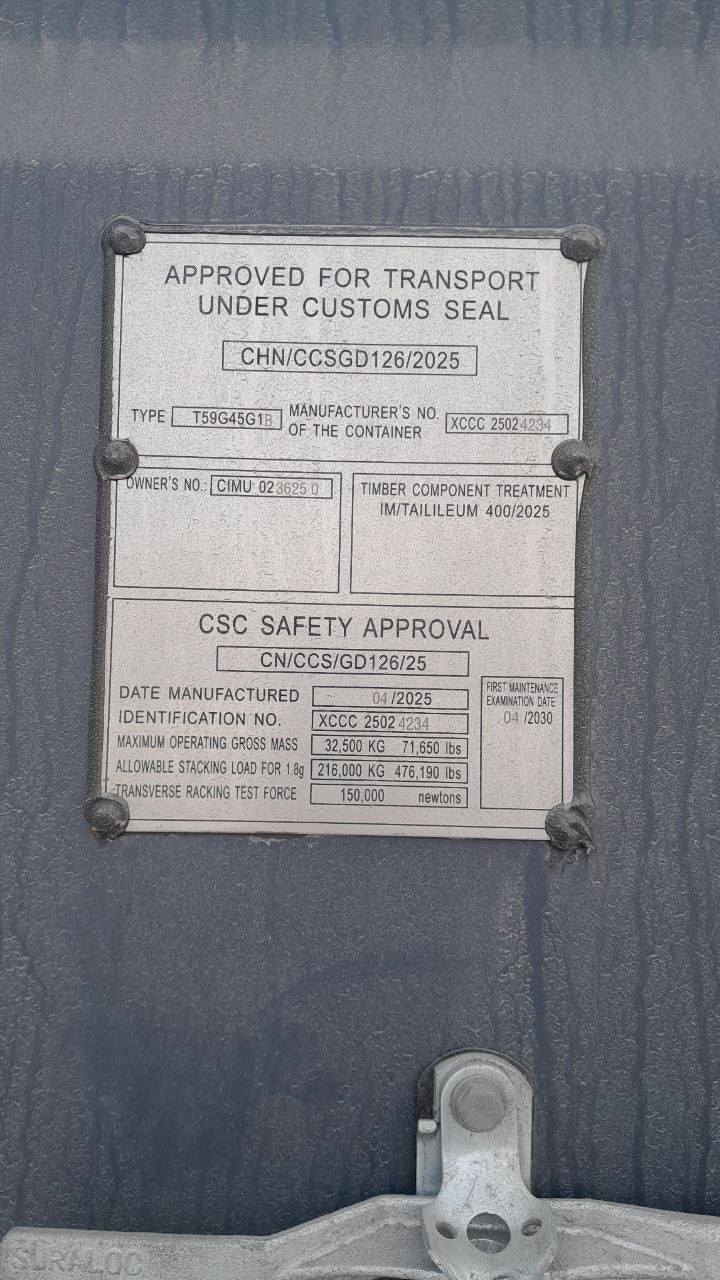 APPROVED FOR TRANSPORT
UNDER CUSTOMS SEAL
CHN/CCSGD126/2025
TYPE T59G45G1B MANUFACTURER'S NO. OF THE CONTAINER XCCC 25024234
OWNER'S NO.: CIMU 023625 0
TIMBER COMPONENT TREATMENT
IM/TAILILEUM 400/2025
CSC SAFETY APPROVAL
CN/CCS/GD126/25
DATE MANUFACTURED 04/2025
IDENTIFICATION NO. XCCC 25024234
MAXIMUM OPERATING GROSS MASS 32,500 KG 71,650 lbs
ALLOWABLE STACKING LOAD FOR 1.8g 216,000 KG 476,190 lbs
TRANSVERSE RACKING TEST FORCE 150,000 newtons
FIRST MAINTENANCE
EXAMINATION DATE
04 /2030
SURALOC